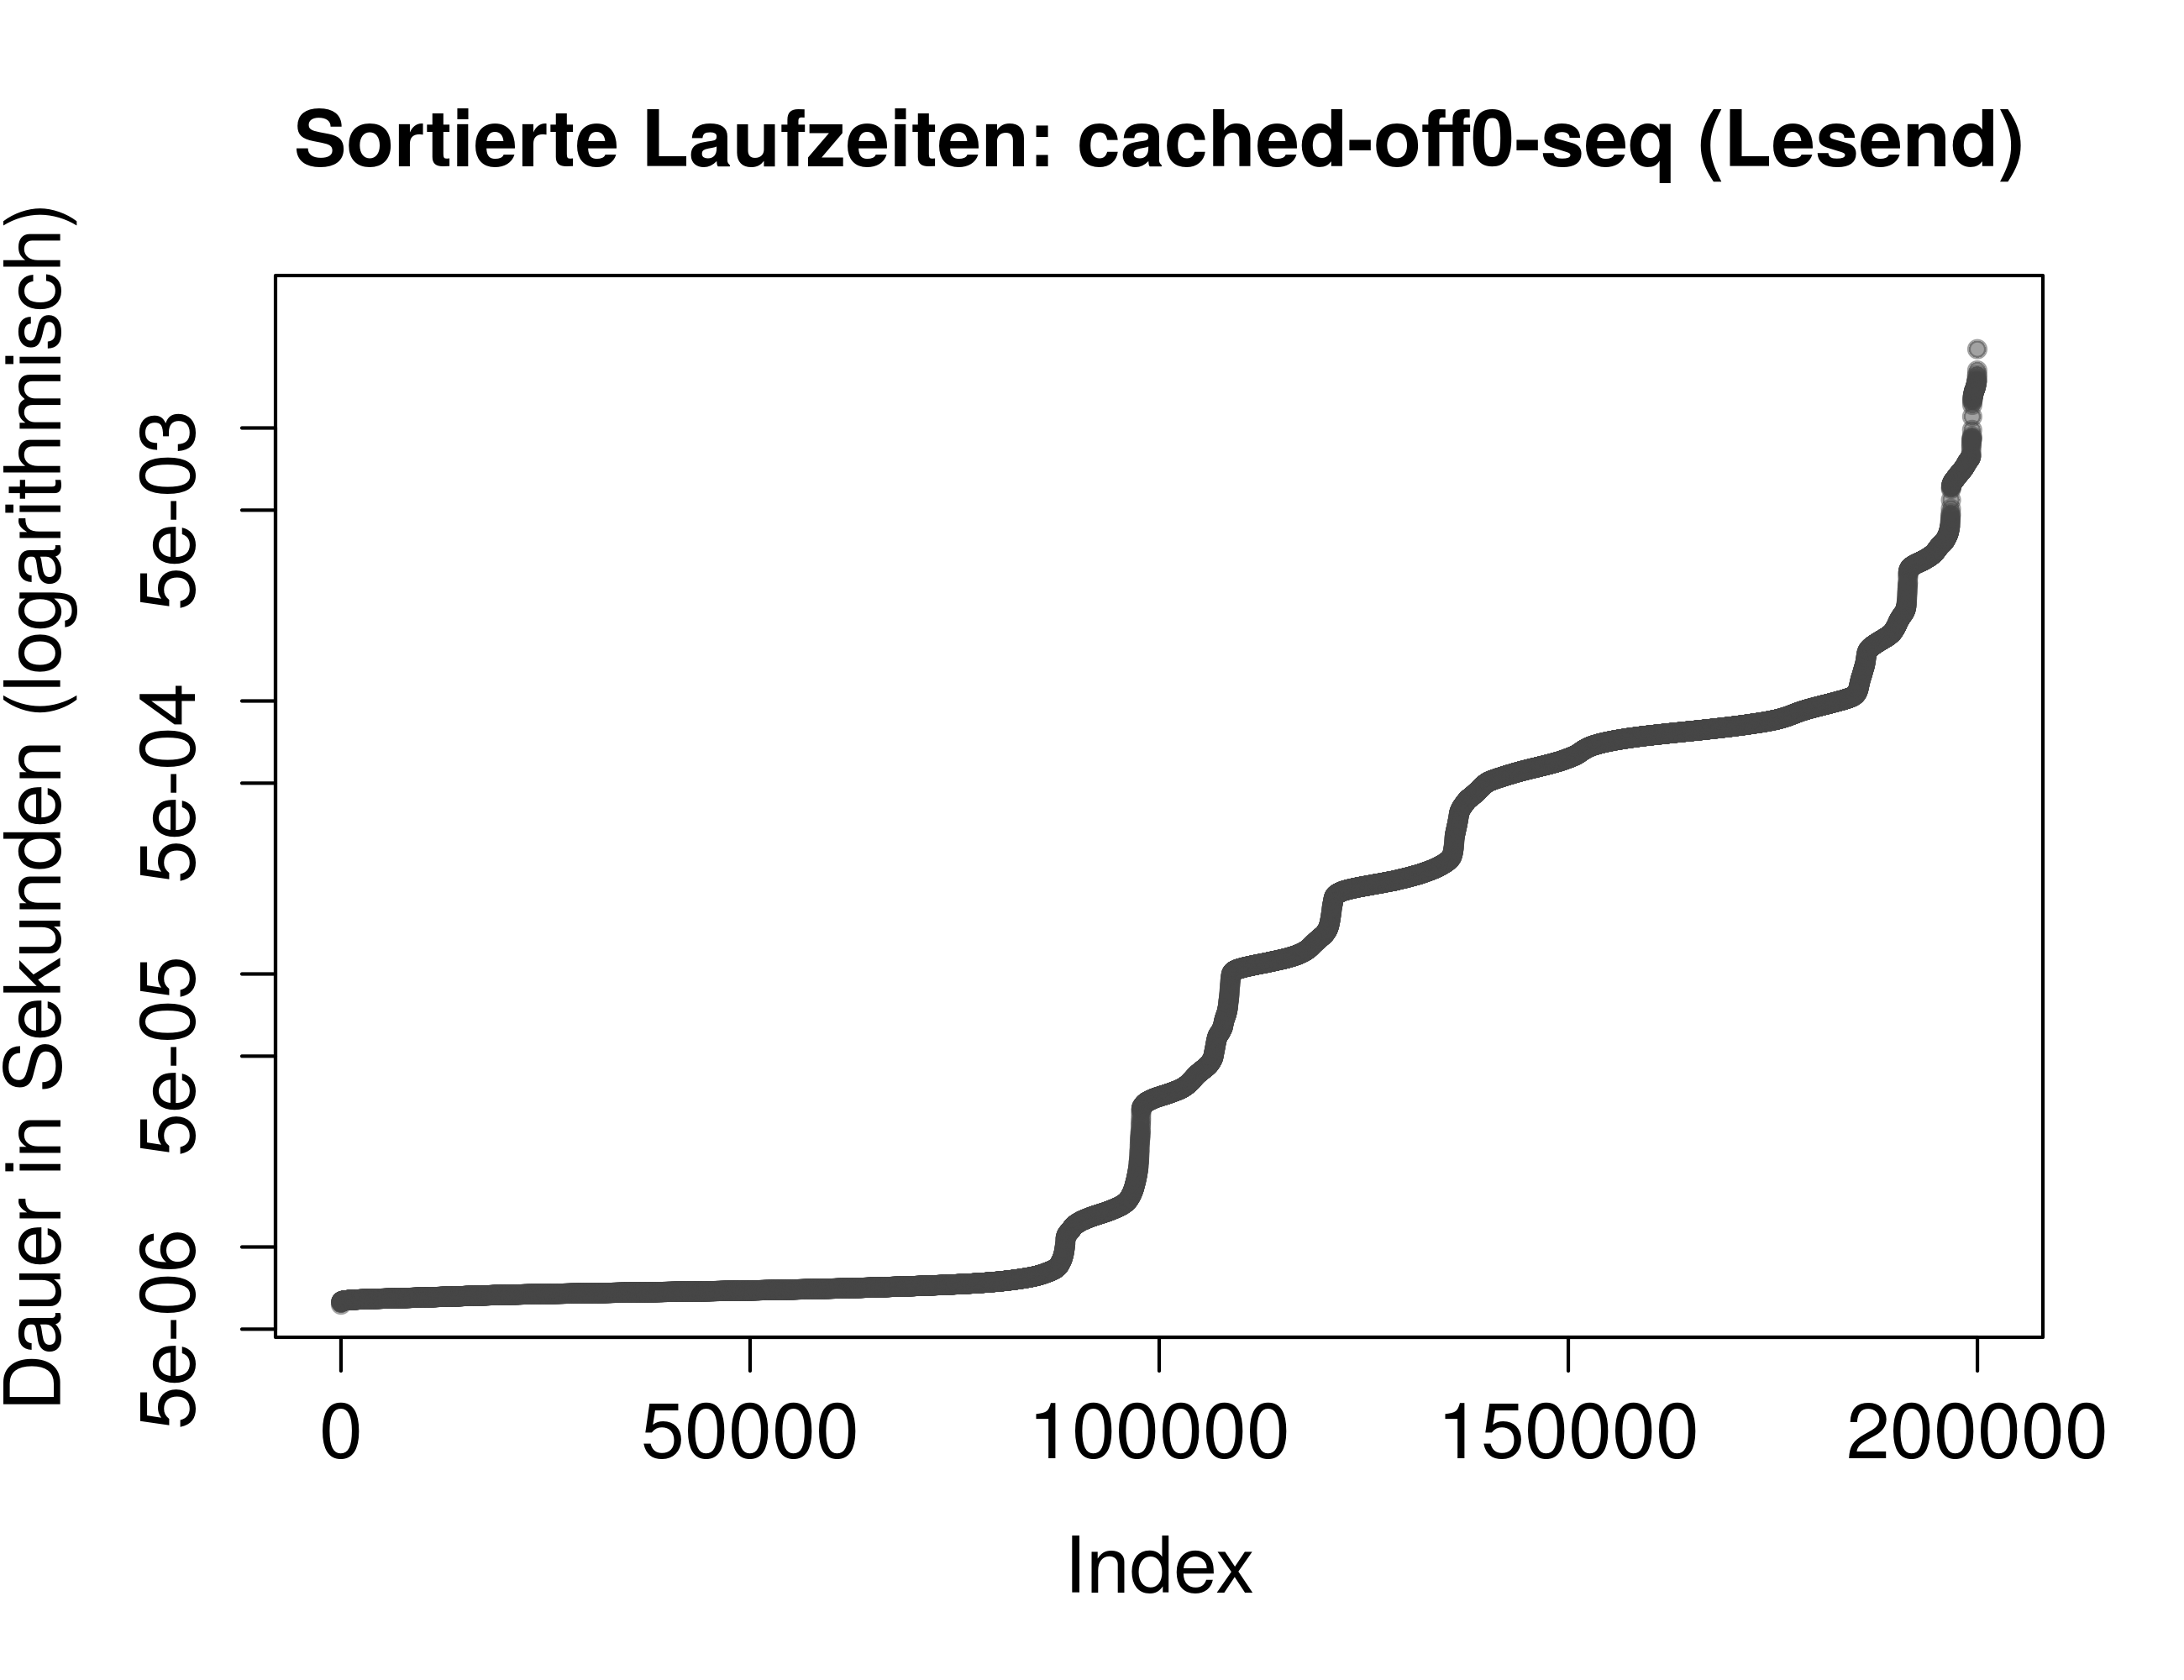 Sortierte Laufzeiten: cached-off0-seq (Lesend)
Dauer in Sekunden (logarithmisch)
5e-03
5e-04
5e-05
5e-06
0 50000 100000 150000 200000
Index